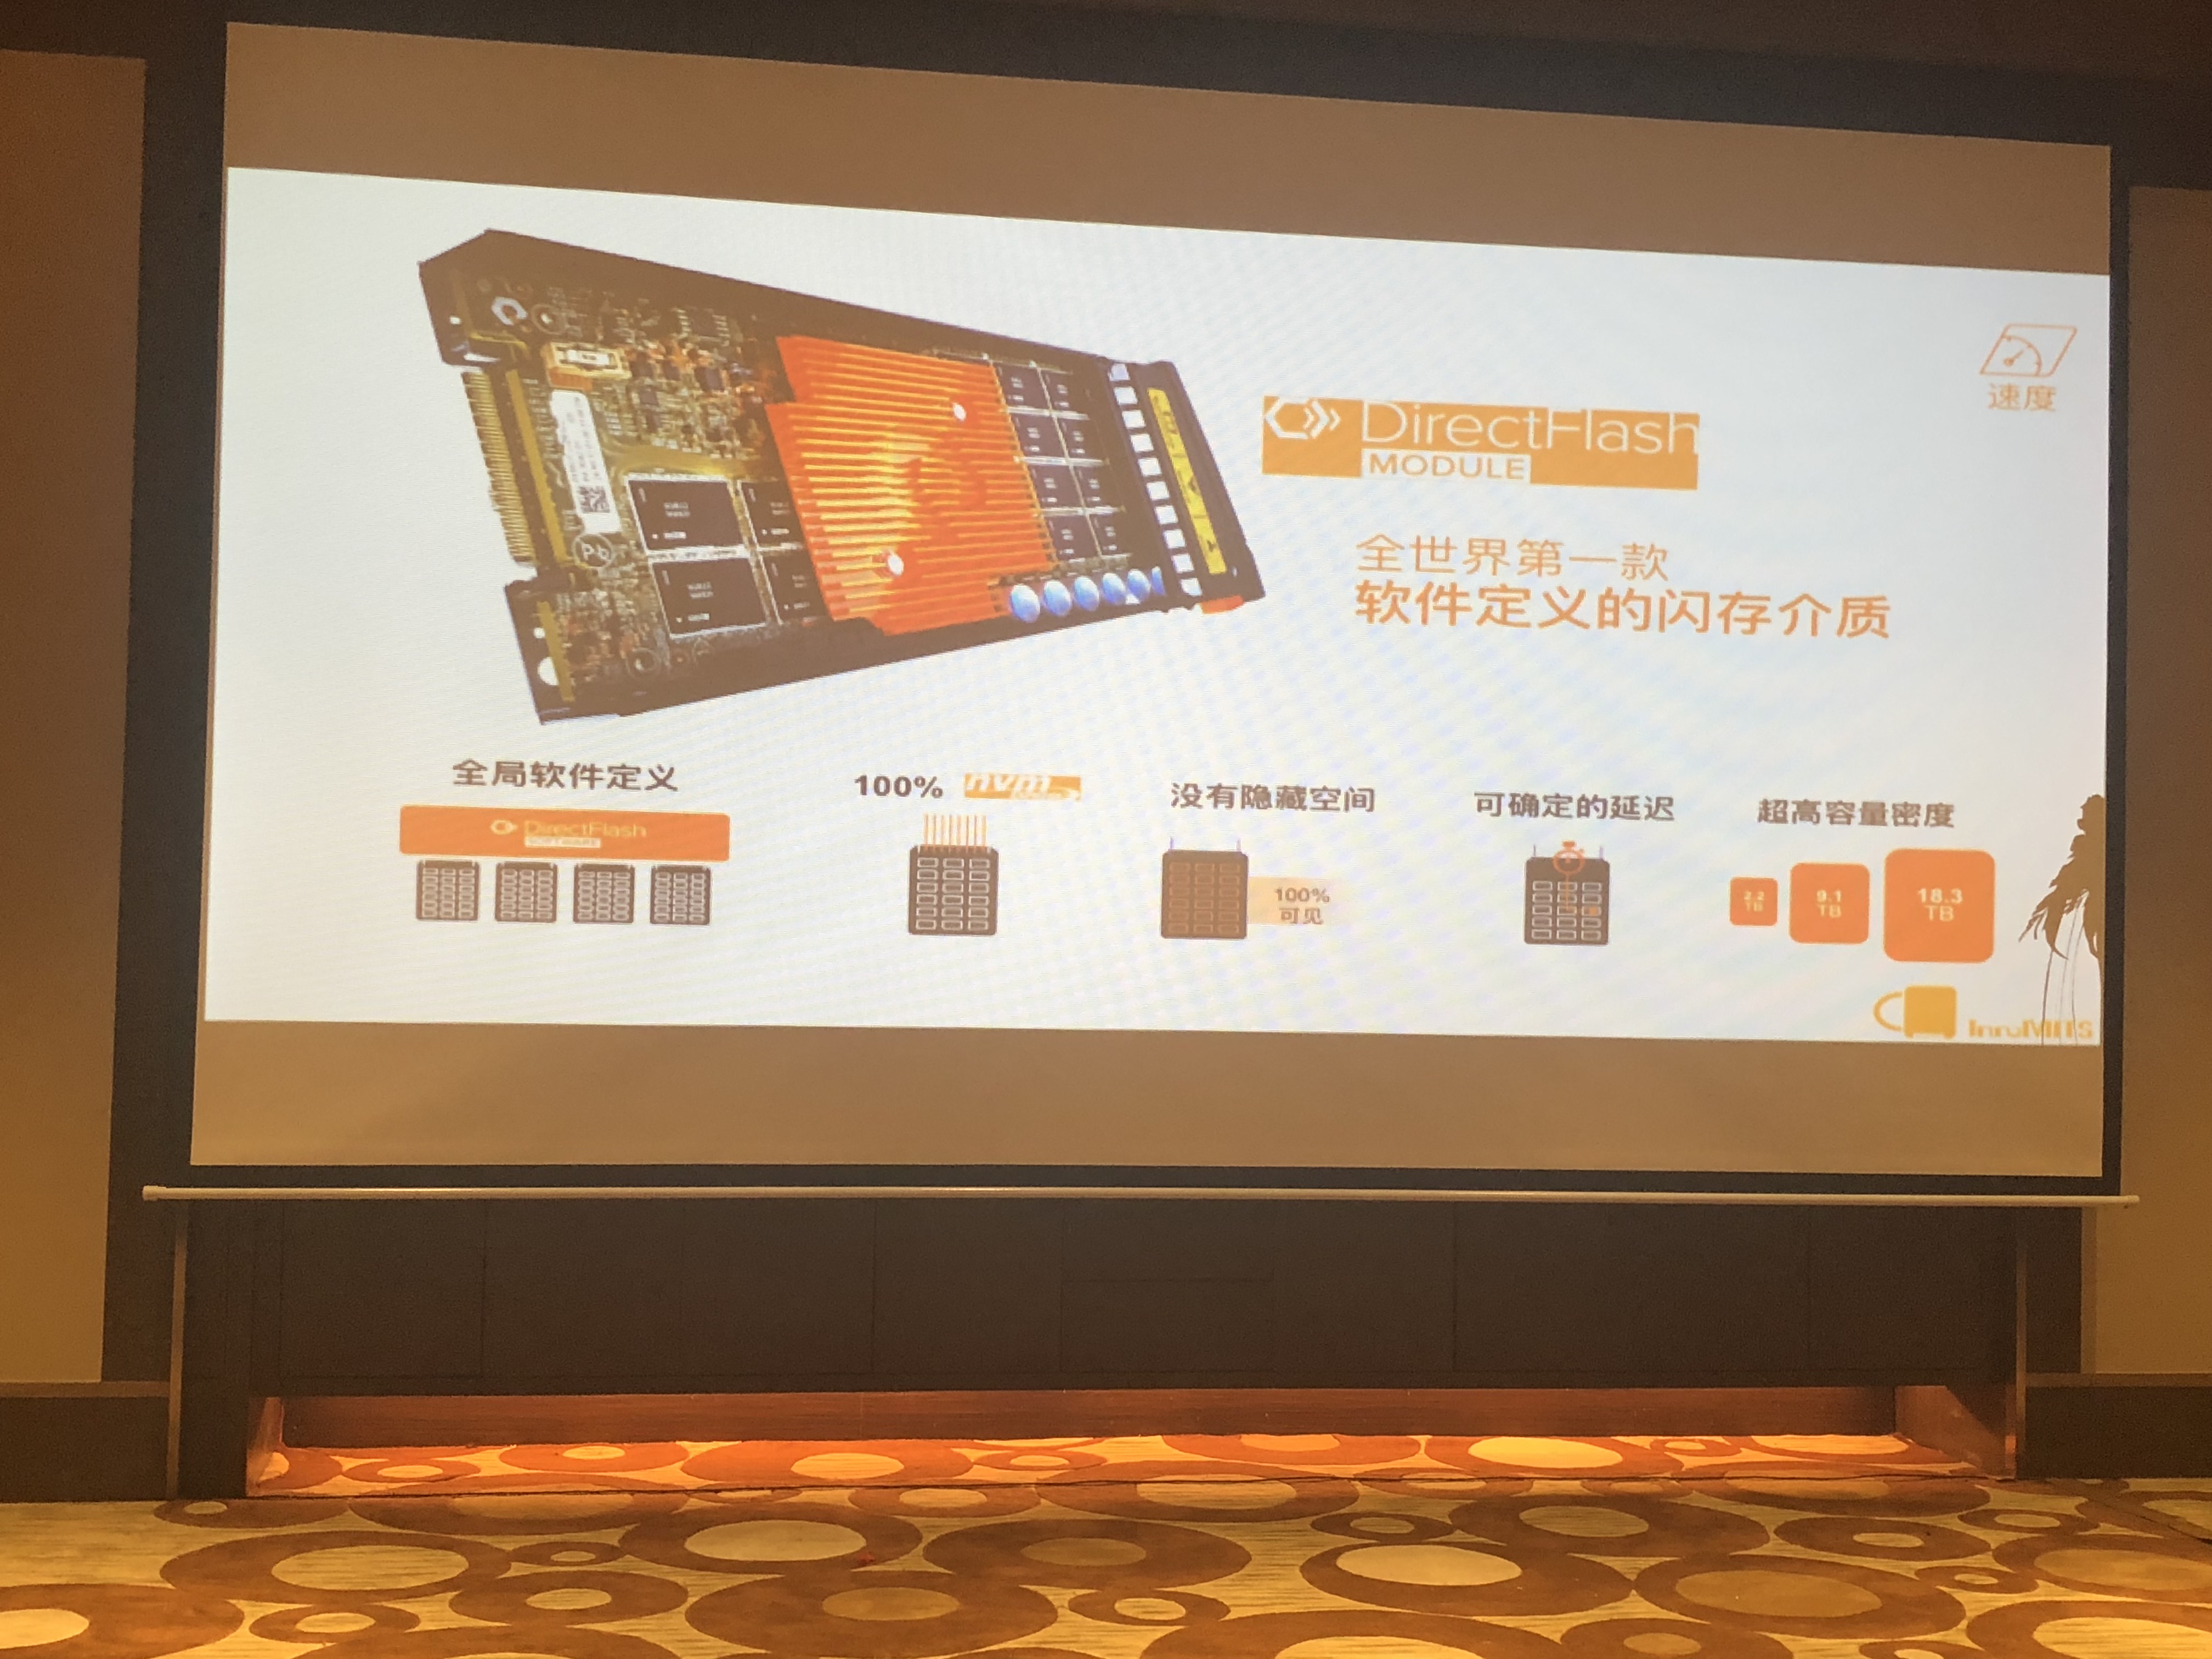 速度
DirectFlash
MODULE
全世界第一款
软件定义的闪存介质
Pb
全局软件定义
DirectFlash
SOFTWARE
100% nvm
没有隐藏空间
100%
可见
可确定的延迟
超高容量密度
2.2
TB
9.1
TB
18.3
TB